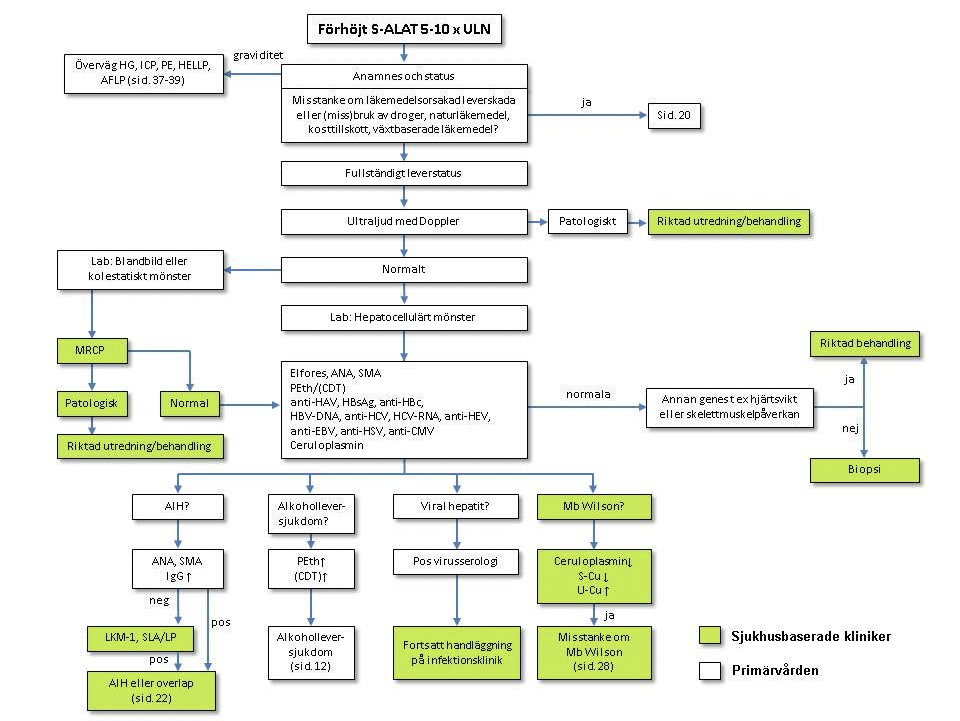 Förhöjt S-ALAT 5-10 x ULN
graviditet
Överväg HG, ICP, PE, HELLP,
AFLP (sid. 37-39)
Anamnes och status
Misstanke om läkemedelsorsakad leverskada
eller (miss)bruk av droger, naturläkemedel,
kosttillskott, växtbaserade läkemedel?
ja
Sid. 20
Fullständigt leverstatus
Ultraljud med Doppler
Patologiskt
Riktad utredning/behandling
Lab: Blandbild eller
kolestatiskt mönster
Normalt
Lab: Hepatocellulärt mönster
MRCP
Patologisk
Normal
Riktad utredning/behandling
Elfores, ANA, SMA
PEth/(CDT)
anti-HAV, HBsAg, anti-HBc,
HBV-DNA, anti-HCV, HCV-RNA, anti-HEV,
anti-EBV, anti-HSV, anti-CMV
Ceruloplasmin
normala
Annan genes t ex hjärtsvikt
eller skelettmuskelpåverkan
Riktad behandling
ja
nej
Biopsi
AIH?
Alkohollever-
sjukdom?
Viral hepatit?
Mb Wilson?
ANA, SMA
IgG ↑
PEth↑
(CDT)↑
Pos virusserologi
Ceruloplasmin↓
S-Cu ↓
U-Cu ↑
neg
pos
ja
LKM-1, SLA/LP
pos
AIH eller overlap
(sid. 22)
Alkohollever-
sjukdom
(sid. 12)
Fortsatt handläggning
på infektionsklinik
Misstanke om
Mb Wilson
(sid. 28)
Sjukhusbaserade kliniker
Primärvården